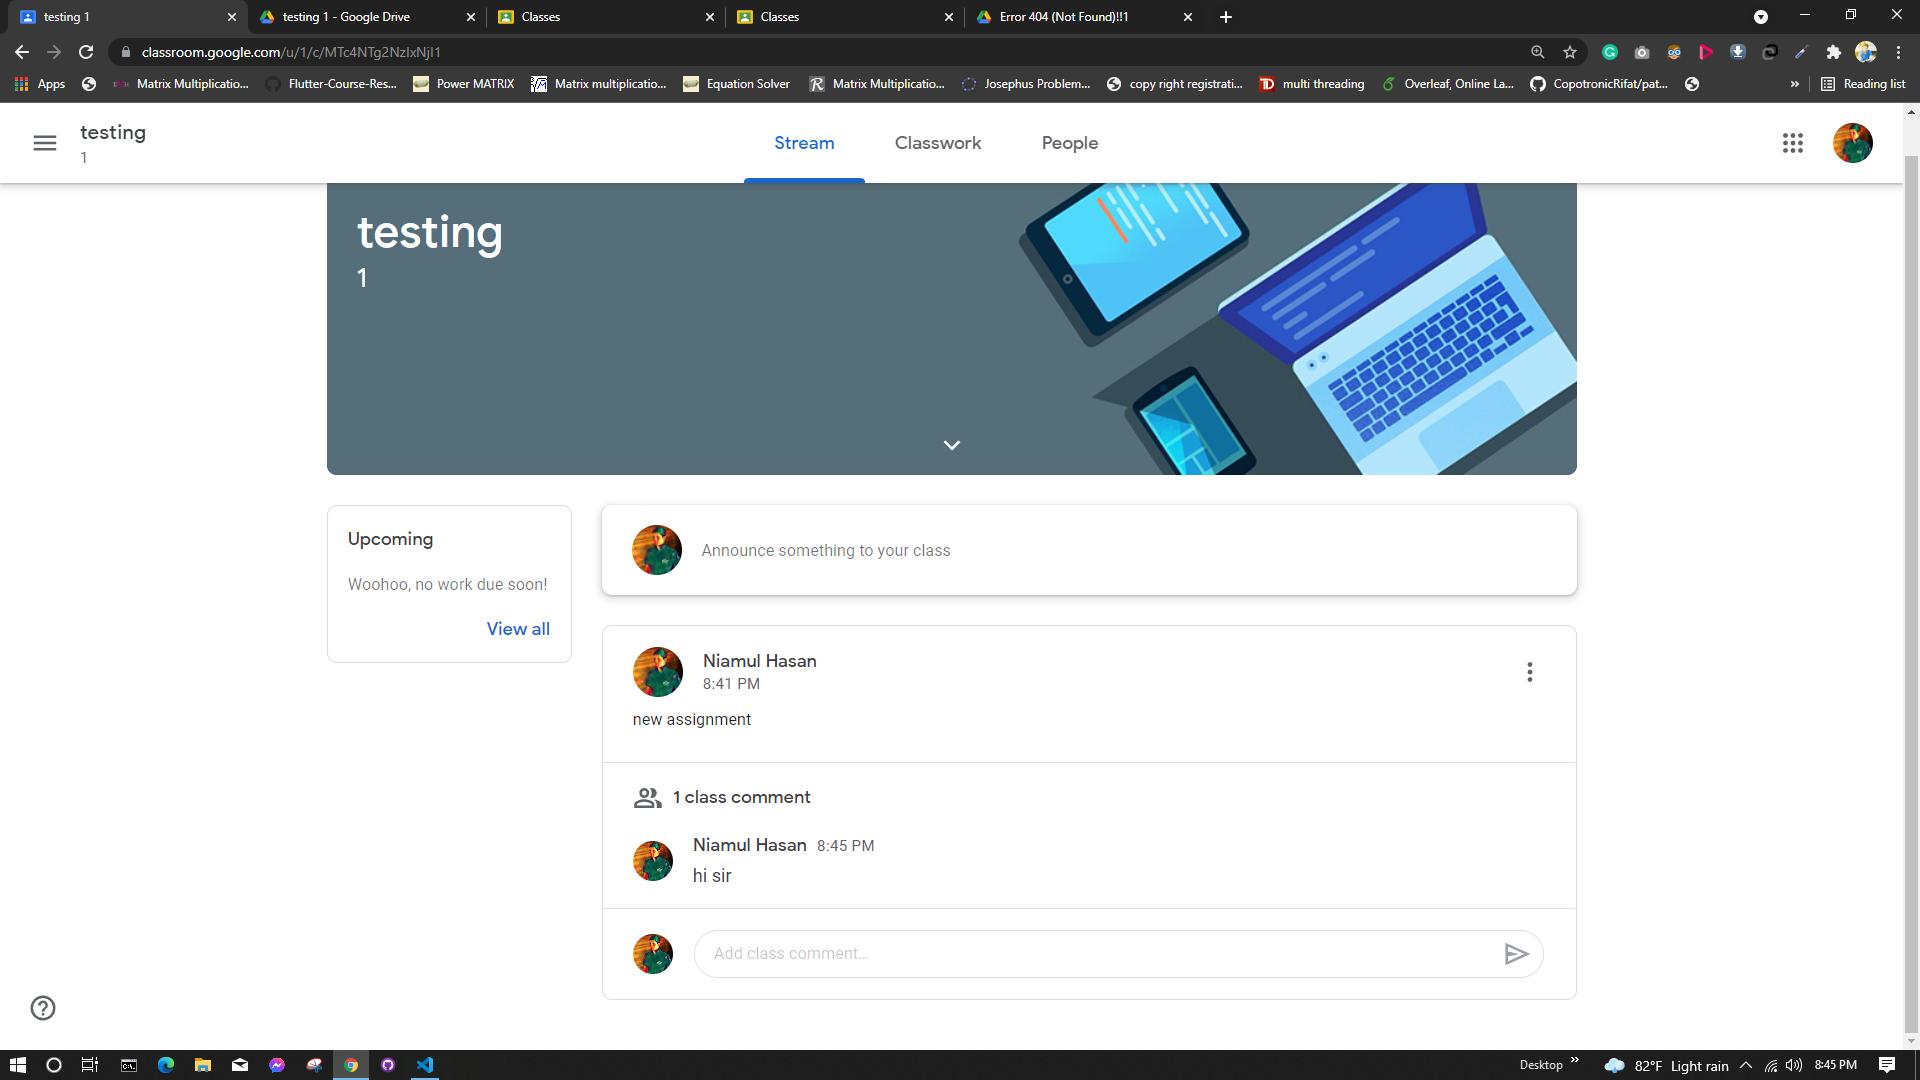 testing 1
testing 1 - Google Drive
Classes
Classes
Error 404 (Not Found)!!1
classroom.google.com/u/1/c/MTc4NTg2NzIxNjI1
Apps
Matrix Multiplicatio...
Flutter-Course-Res...
Power MATRIX
Matrix multiplicatio...
Equation Solver
Matrix Multiplicatio...
Josephus Problem...
copy right registrati...
multi threading
Overleaf, Online La...
CopotronicRifat/pat...
»
Reading list
testing
1
Stream
Classwork
People
testing
1
Upcoming
Woohoo, no work due soon!
View all
Announce something to your class
Niamul Hasan
8:41 PM
new assignment
1 class comment
Niamul Hasan 8:45 PM
hi sir
Add class comment...
Desktop »
82°F Light rain
8:45 PM